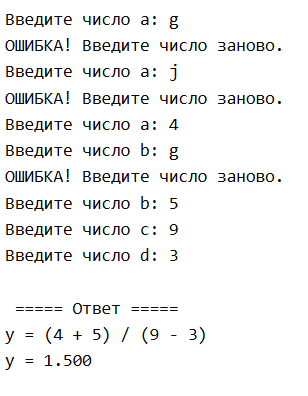 Введите число a: g
ОШИБКА! Введите число заново.
Введите число a: j
ОШИБКА! Введите число заново.
Введите число a: 4
Введите число b: g
ОШИБКА! Введите число заново.
Введите число b: 5
Введите число c: 9
Введите число d: 3
===== Ответ =====
y = (4 + 5) / (9 - 3)
y = 1.500